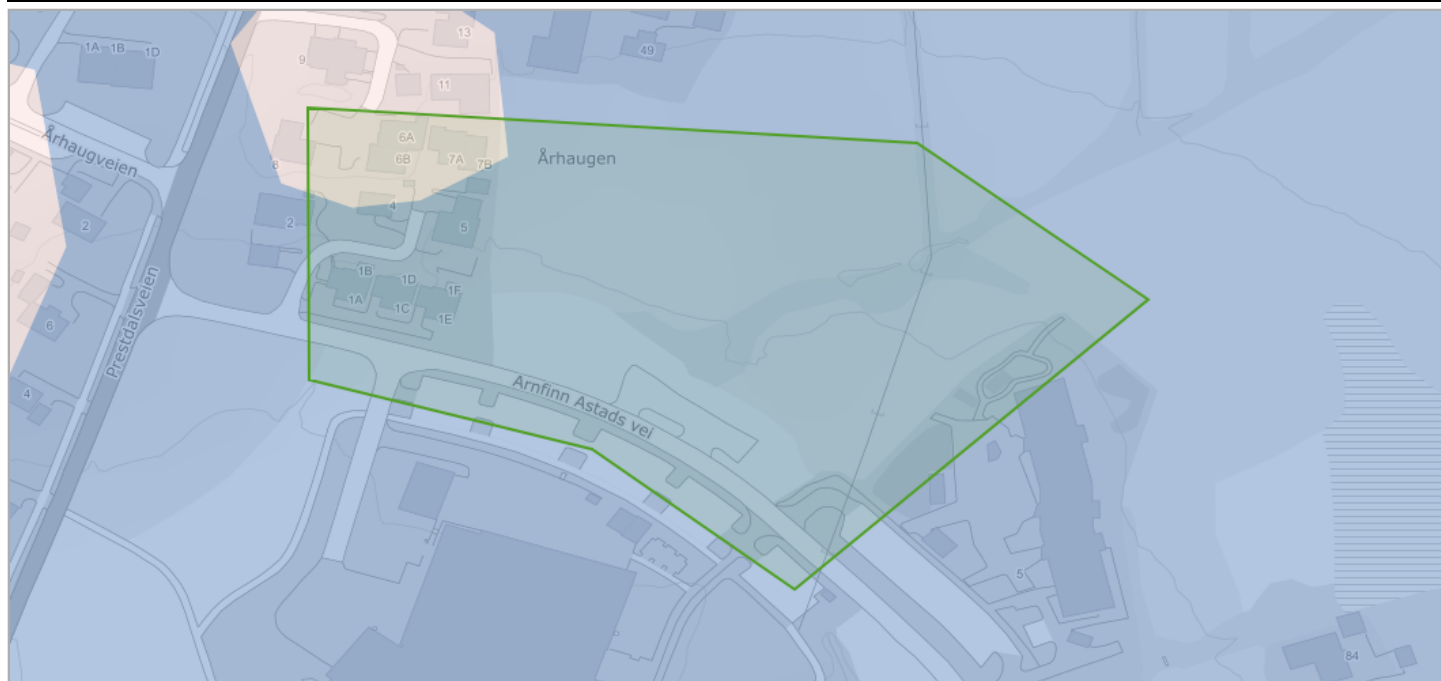 1A 1B 1D
13
49
9
11
Århaugveien
6A
6B
7A
7B
8
Århaugen
2
4
2
5
1B
1D
1F
1A
1C
1E
6
Prestdalsveien
4
Arnfinn Astads vei
5
84